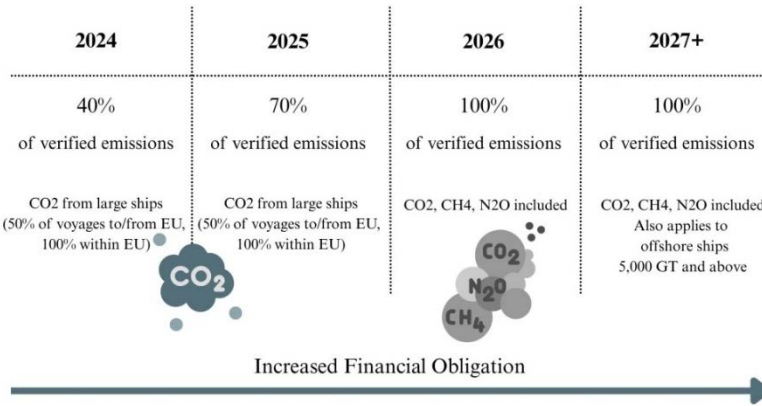 2024
40%
of verified emissions
CO2 from large ships
(50% of voyages to/from EU,
100% within EU)
CO2
2025
70%
of verified emissions
CO2 from large ships
(50% of voyages to/from EU,
100% within EU)
2026
100%
of verified emissions
CO2, CH4, N2O included
CO2
N2O
CH4
2027+
100%
of verified emissions
CO2, CH4, N2O included
Also applies to
offshore ships
5,000 GT and above
Increased Financial Obligation